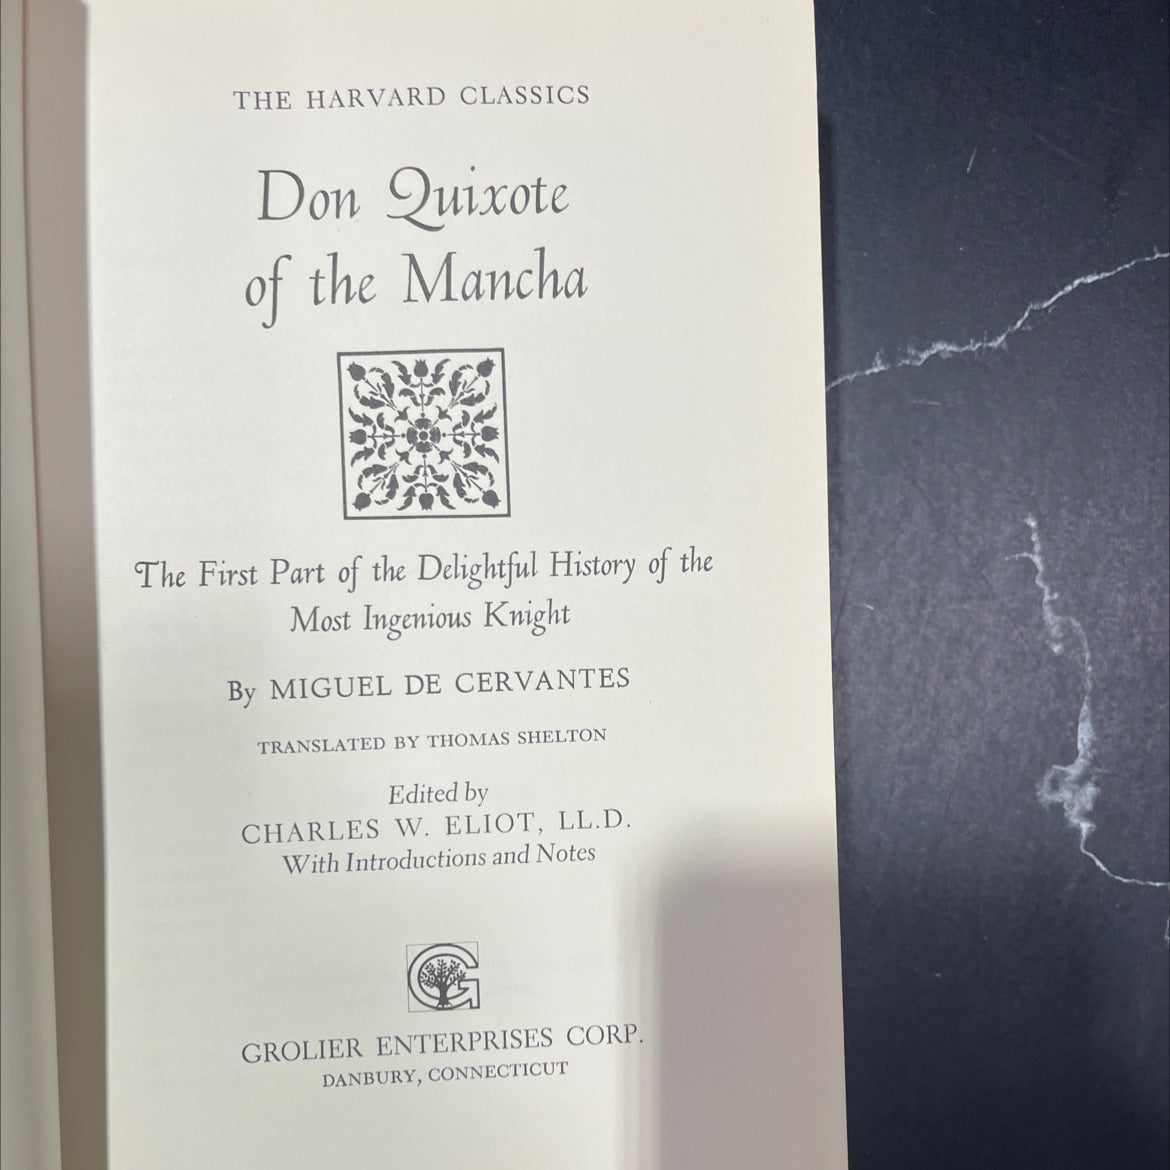 THE HARVARD CLASSICS
Don Quixote
of the Mancha
The First Part of the Delightful History of the
Most Ingenious Knight
By MIGUEL DE CERVANTES
TRANSLATED BY THOMAS SHELTON
Edited by
CHARLES W. ELIOT, LL.D.
With Introductions and Notes
G
GROLIER ENTERPRISES CORP.
DANBURY, CONNECTICUT